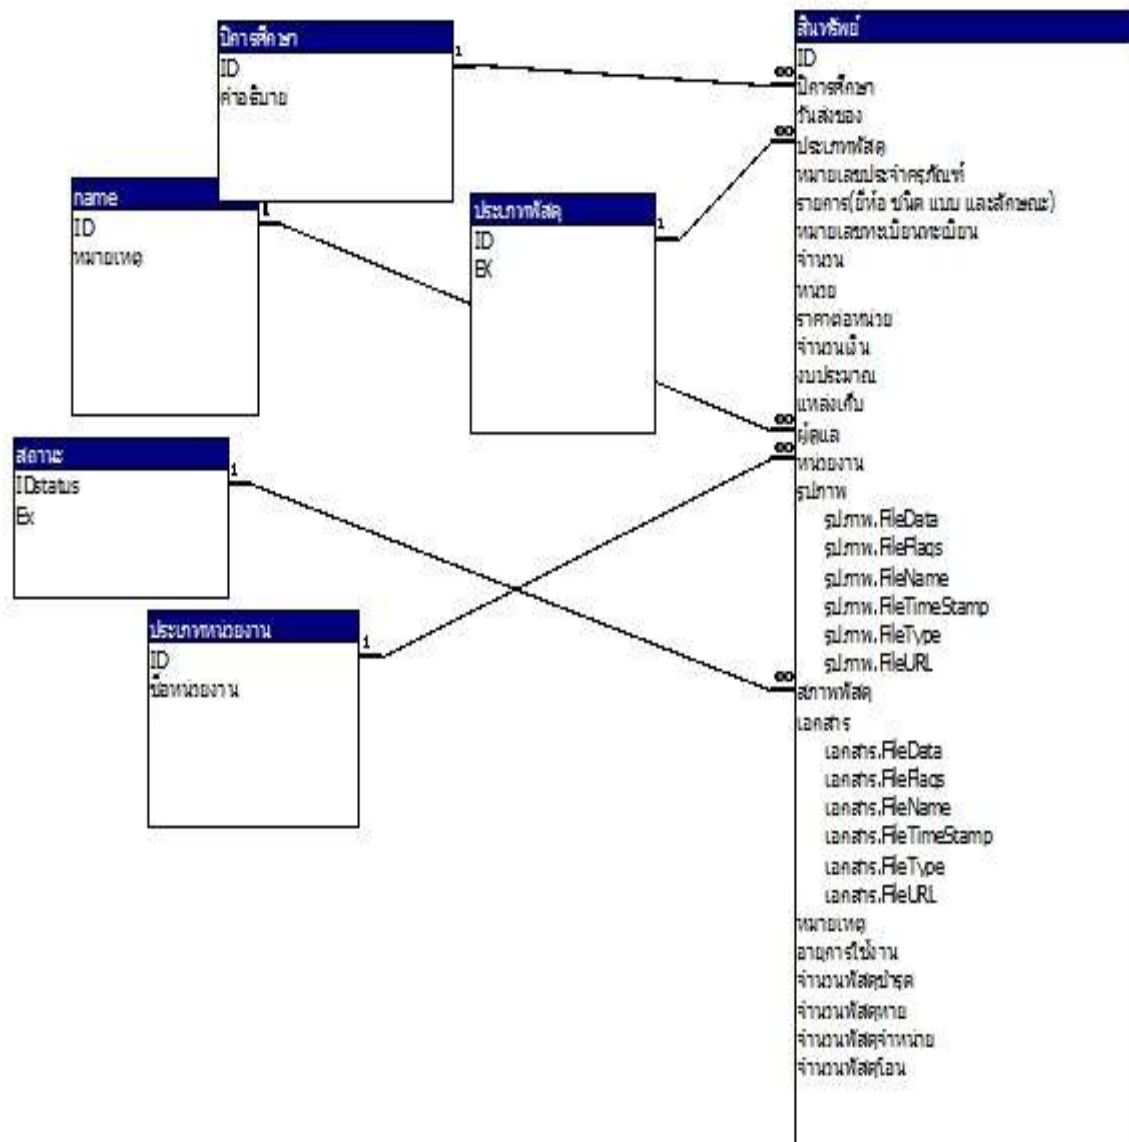 ปีการศึกษา
ID
คำอธิบาย
1
name
ID
หมายเหตุ
1
ประเภทพัสดุ
ID
EX
1
สถานะ
IDstatus
Ex
1
ประเภทหน่วยงาน
ID
ชื่อหน่วยงาน
1
สินทรัพย์
ID
∞
ปีการศึกษา
วันส่งของ
∞
ประเภทพัสดุ
หมายเลขประจำครุภัณฑ์
รายการ(ยี่ห้อ ชนิด แบบ และลักษณะ)
หมายเลขทะเบียนทะเบียน
จำนวน
หน่วย
ราคาต่อหน่วย
จำนวนเงิน
งบประมาณ
แหล่งเก็บ
∞
ผู้ดูแล
∞
หน่วยงาน
รูปภาพ
รูปภาพ.FileData
รูปภาพ.FileFlags
รูปภาพ.FileName
รูปภาพ.FileTimeStamp
รูปภาพ.FileType
รูปภาพ.FileURL
∞
สภาพพัสดุ
เอกสาร
เอกสาร.FileData
เอกสาร.FileFlags
เอกสาร.FileName
เอกสาร.FileTimeStamp
เอกสาร.FileType
เอกสาร.FileURL
หมายเหตุ
อายุการใช้งาน
จำนวนพัสดุชำรุด
จำนวนพัสดุหาย
จำนวนพัสดุจำหน่าย
จำนวนพัสดุโอน